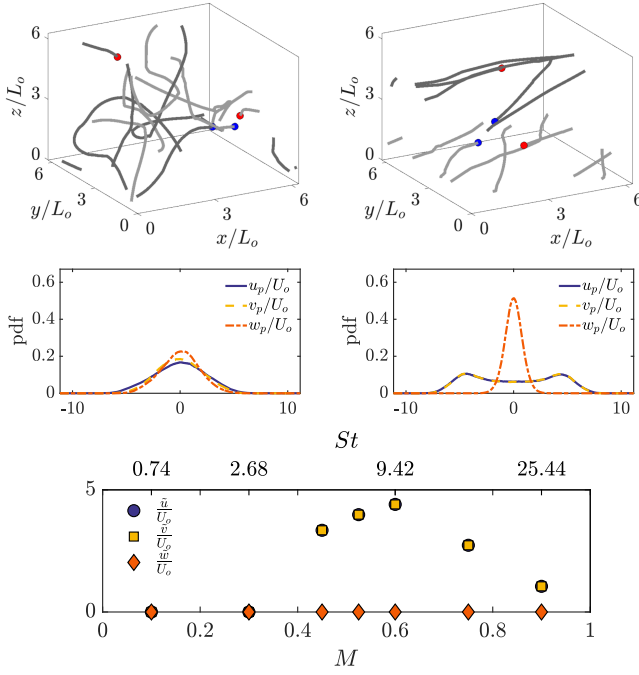 6
3
0
z/L_o
6
3
0
y/L_o
0
3
6
x/L_o
6
3
0
z/L_o
6
3
0
y/L_o
0
3
6
x/L_o
0.6
0.4
0.2
0
pdf
u_p/U_o
v_p/U_o
w_p/U_o
-10
0
10
0.6
0.4
0.2
0
pdf
u_p/U_o
v_p/U_o
w_p/U_o
-10
0
10
St
0.74 2.68 9.42 25.44
5
0
ũ/U_o
ṽ/U_o
w̃/U_o
0 0.2 0.4 0.6 0.8 1
M